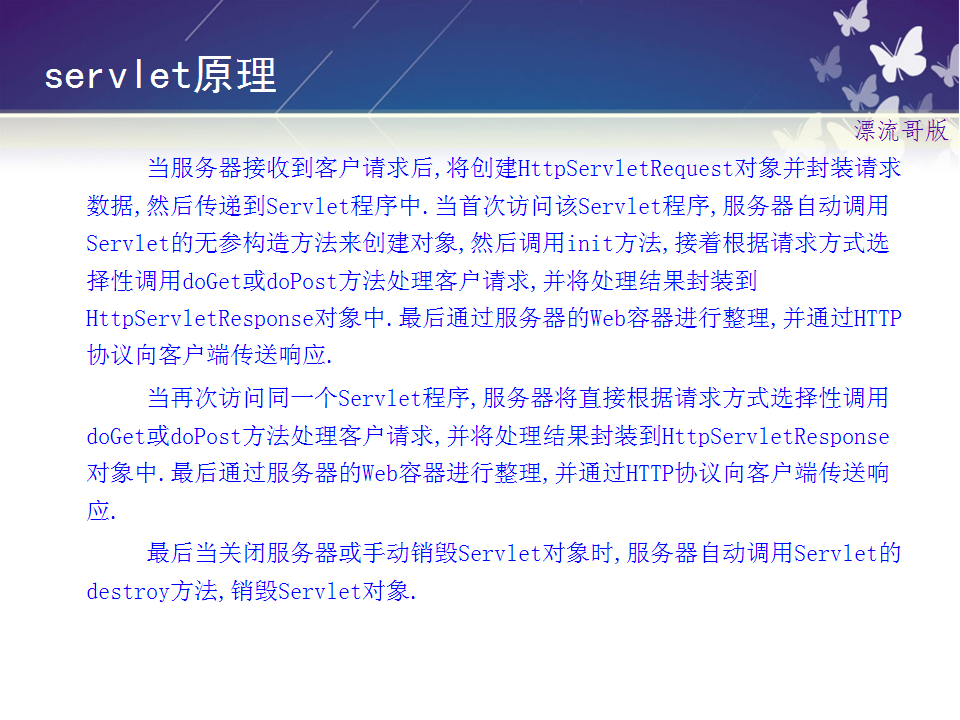 servlet原理
漂流哥版
当服务器接收到客户请求后,将创建HttpServletRequest对象并封装请求
数据,然后传递到Servlet程序中.当首次访问该Servlet程序,服务器自动调用
Servlet的无参构造方法来创建对象,然后调用init方法,接着根据请求方式选
择性调用doGet或doPost方法处理客户请求,并将处理结果封装到
HttpServletResponse对象中.最后通过服务器的Web容器进行整理,并通过HTTP
协议向客户端传送响应.
当再次访问同一个Servlet程序,服务器将直接根据请求方式选择性调用
doGet或doPost方法处理客户请求,并将处理结果封装到HttpServletResponse
对象中.最后通过服务器的Web容器进行整理,并通过HTTP协议向客户端传送响
应.
最后当关闭服务器或手动销毁Servlet对象时,服务器自动调用Servlet的
destroy方法,销毁Servlet对象.